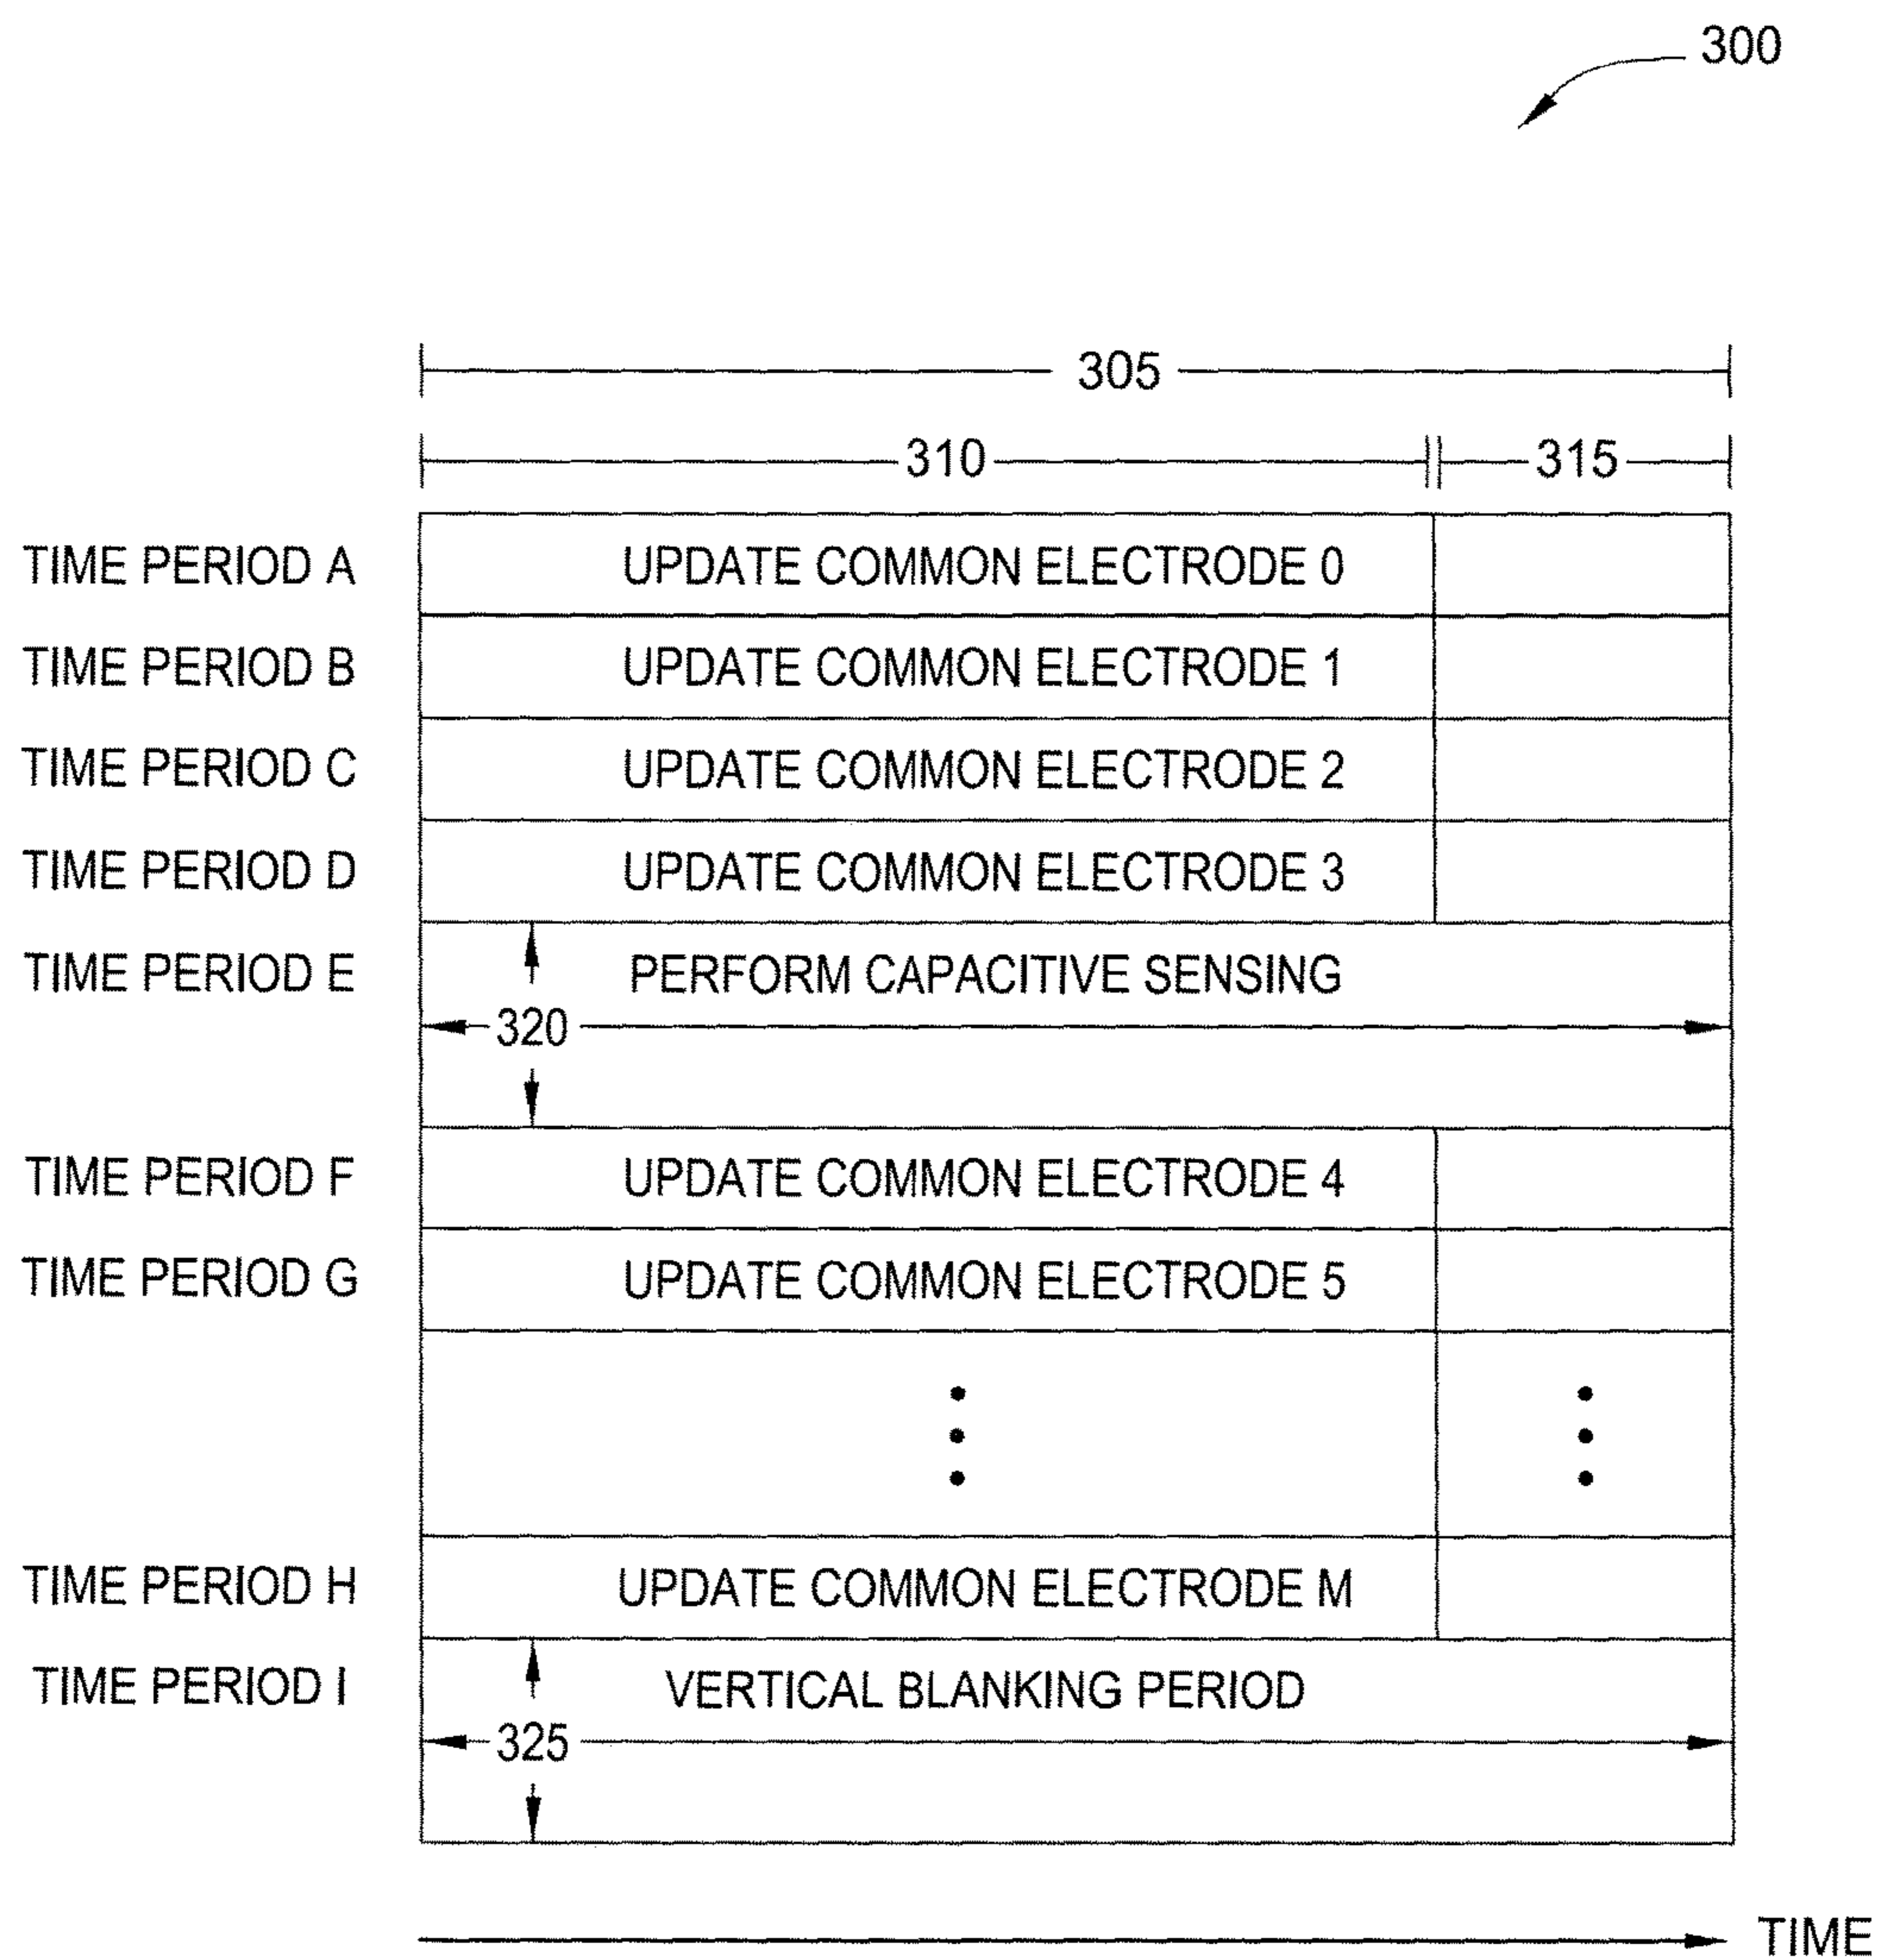 300
305
310 315
TIME PERIOD A UPDATE COMMON ELECTRODE 0
TIME PERIOD B UPDATE COMMON ELECTRODE 1
TIME PERIOD C UPDATE COMMON ELECTRODE 2
TIME PERIOD D UPDATE COMMON ELECTRODE 3
TIME PERIOD E PERFORM CAPACITIVE SENSING
320
TIME PERIOD F UPDATE COMMON ELECTRODE 4
TIME PERIOD G UPDATE COMMON ELECTRODE 5
TIME PERIOD H UPDATE COMMON ELECTRODE M
TIME PERIOD I VERTICAL BLANKING PERIOD
325
TIME